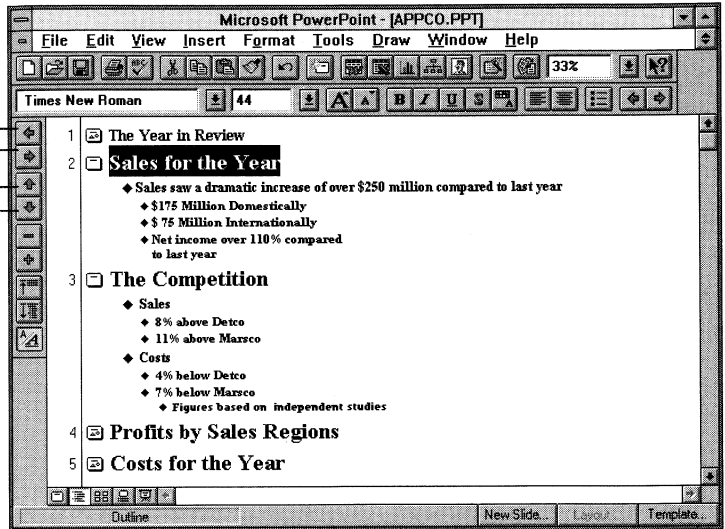 Microsoft PowerPoint - [APPCO.PPT]
File Edit View Insert Format Tools Draw Window Help
33%
Times New Roman 44 B I U S
1 The Year in Review
2 Sales for the Year
◆ Sales saw a dramatic increase of over $250 million compared to last year
◆ $175 Million Domestically
◆ $ 75 Million Internationally
◆ Net income over 110% compared
to last year
3 The Competition
◆ Sales
◆ 8% above Detco
◆ 11% above Marsco
◆ Costs
◆ 4% below Detco
◆ 7% below Marsco
◆ Figures based on independent studies
4 Profits by Sales Regions
5 Costs for the Year
Outline New Slide... Layout... Template...